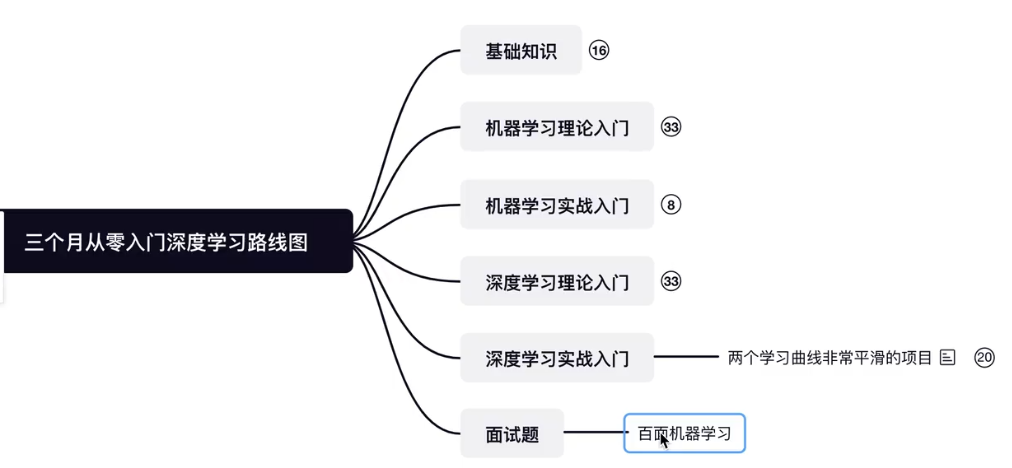 三个月从零入门深度学习路线图
基础知识 16
机器学习理论入门 33
机器学习实战入门 8
深度学习理论入门 33
深度学习实战入门 两个学习曲线非常平滑的项目 20
面试题 百面机器学习